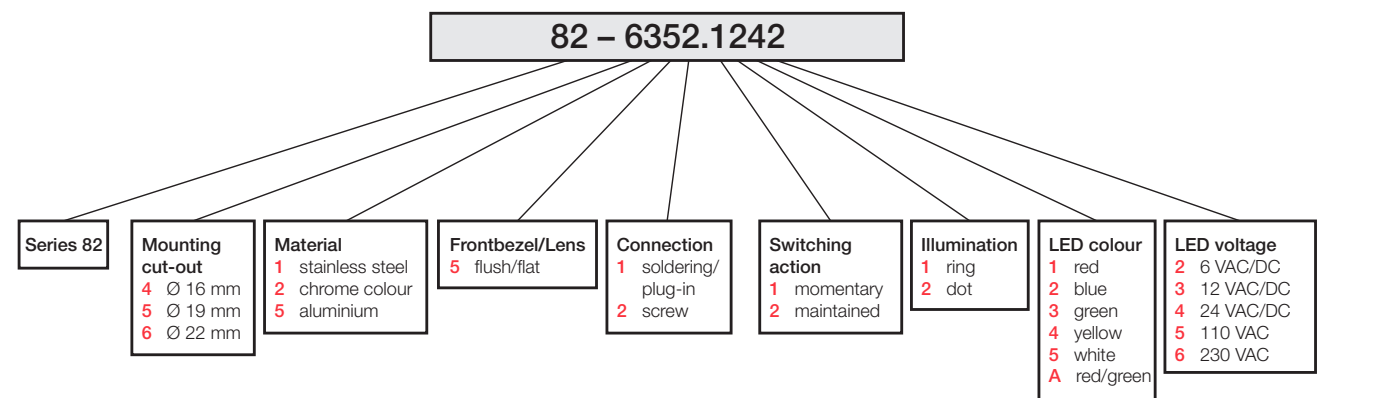 82 – 6352.1242
Series 82
Mounting
cut-out
4 Ø 16 mm
5 Ø 19 mm
6 Ø 22 mm
Material
1 stainless steel
2 chrome colour
5 aluminium
Frontbezel/Lens
5 flush/flat
Connection
1 soldering/
plug-in
2 screw
Switching
action
1 momentary
2 maintained
Illumination
1 ring
2 dot
LED colour
1 red
2 blue
3 green
4 yellow
5 white
A red/green
LED voltage
2 6 VAC/DC
3 12 VAC/DC
4 24 VAC/DC
5 110 VAC
6 230 VAC